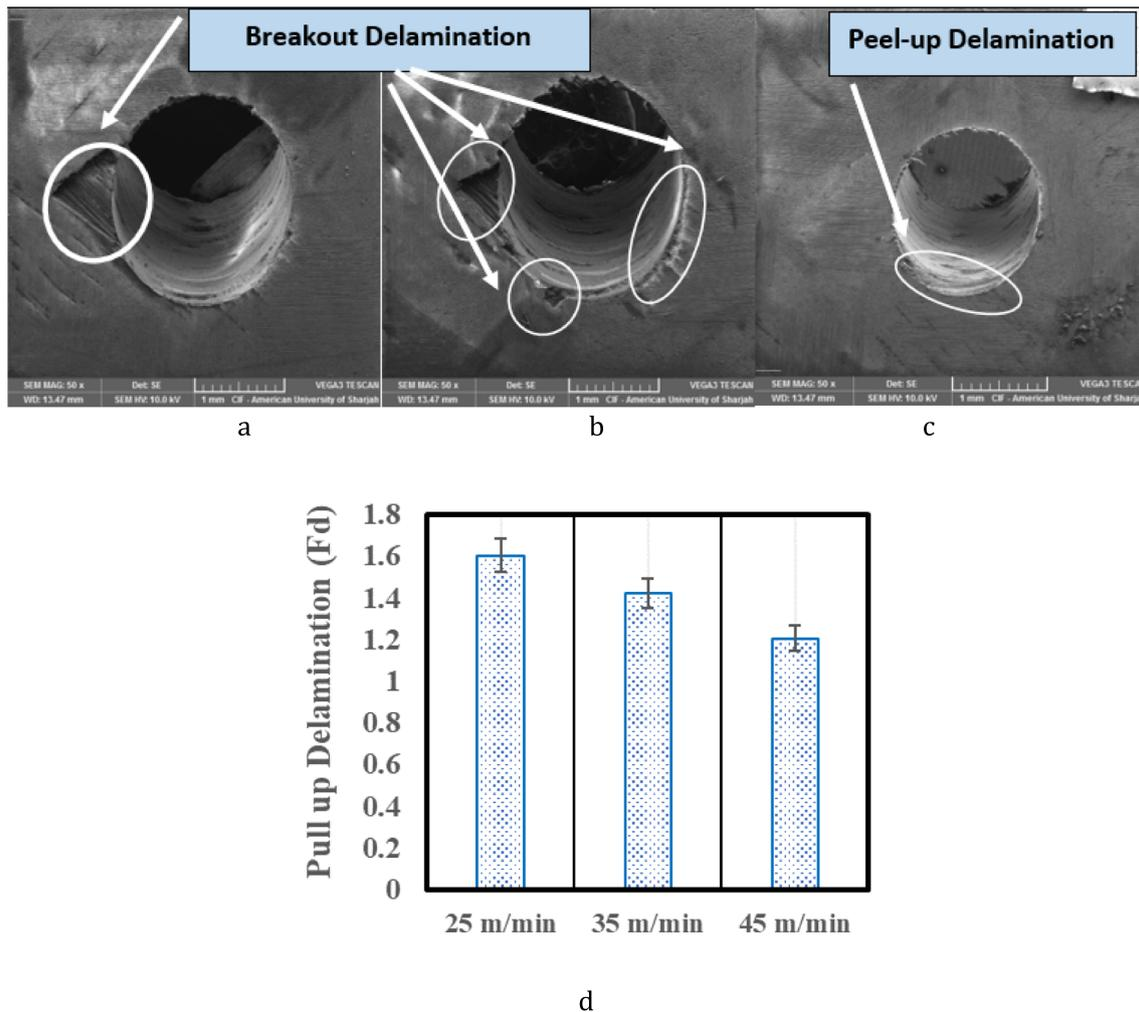 Breakout Delamination
Peel-up Delamination
SEM MAG: 50 x Det: SE VEGA3 TESCAN
WD: 13.47 mm SEM HV: 10.0 kV 1 mm CIF - American University of Sharjah
SEM MAG: 50 x Det: SE VEGA3 TESCAN
WD: 13.47 mm SEM HV: 10.0 kV 1 mm CIF - American University of Sharjah
SEM MAG: 50 x Det: SE VEGA3 TESCAN
WD: 13.47 mm SEM HV: 10.0 kV 1 mm CIF - American University of Sharjah
a
b
c
Pull up Delamination (Fd)
1.8
1.6
1.4
1.2
1
0.8
0.6
0.4
0.2
0
25 m/min 35 m/min 45 m/min
d